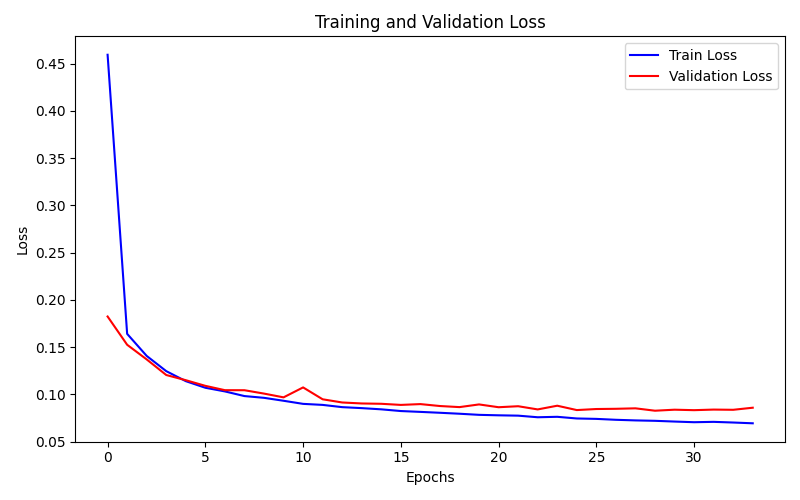 Training and Validation Loss
Train Loss
Validation Loss
0.45
0.40
0.35
0.30
0.25
0.20
0.15
0.10
0.05
Loss
0 5 10 15 20 25 30
Epochs